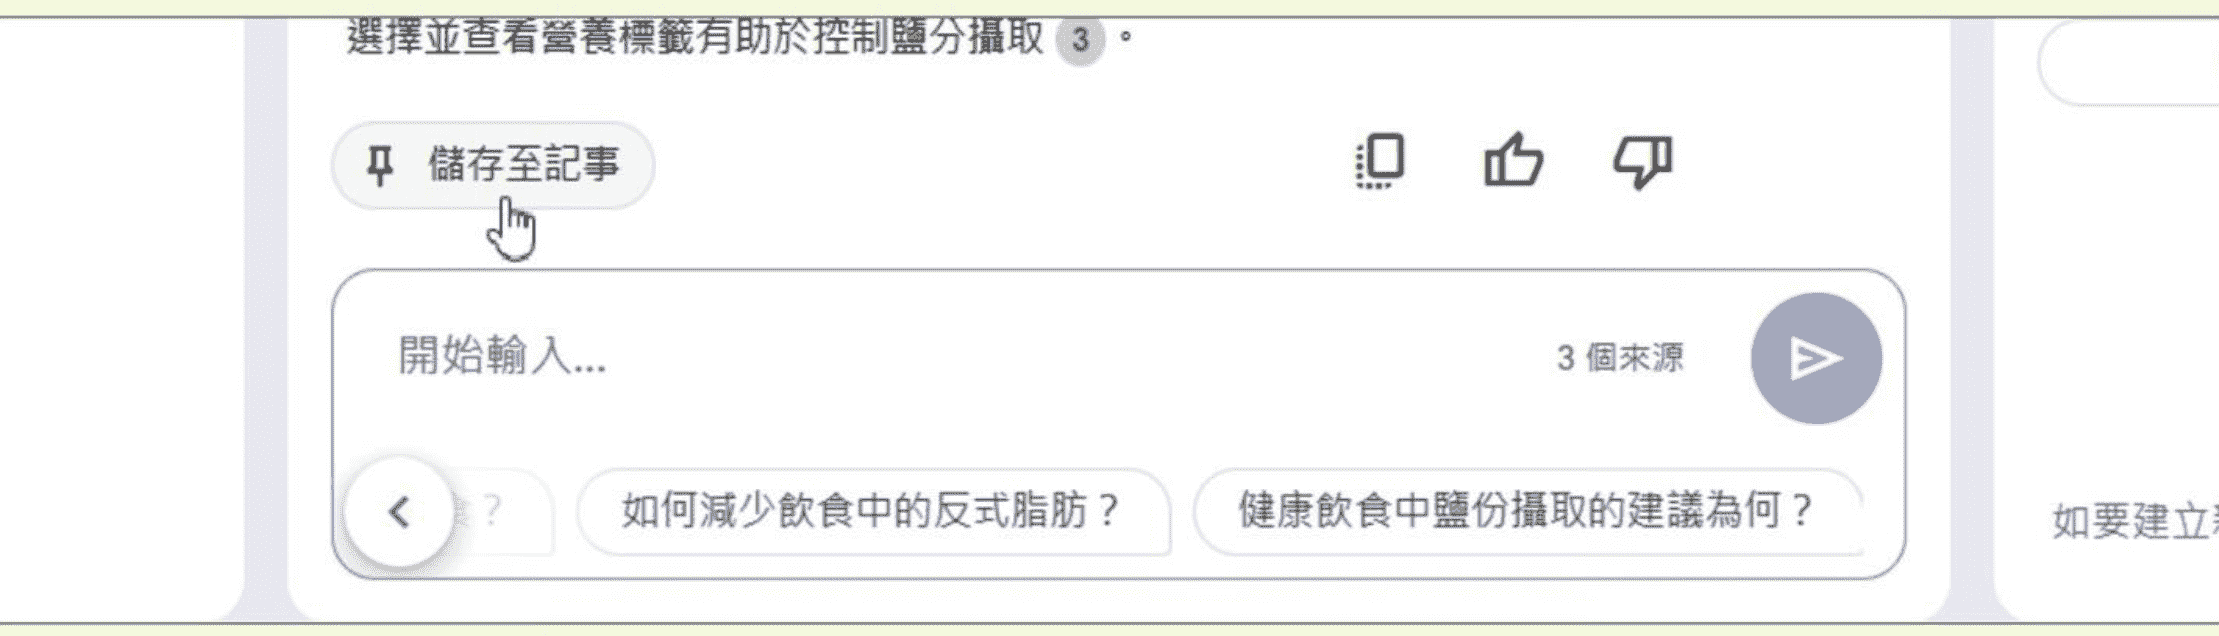 選擇並查看營養標籤有助於控制鹽分攝取 3 。
儲存至記事
開始輸入...
3 個來源
食？
如何減少飲食中的反式脂肪？
健康飲食中鹽份攝取的建議為何？
如要建立